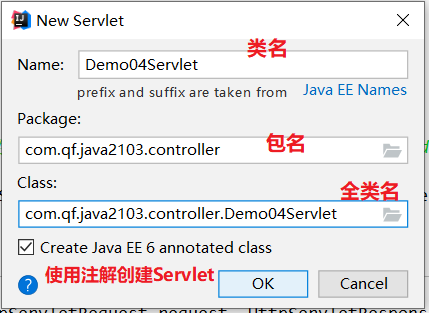 New Servlet
类名
Name: Demo04Servlet
prefix and suffix are taken from Java EE Names
Package:
com.qf.java2103.controller 包名
Class: 全类名
com.qf.java2103.controller.Demo04Servlet
Create Java EE 6 annotated class
? 使用注解创建Servlet OK Cancel